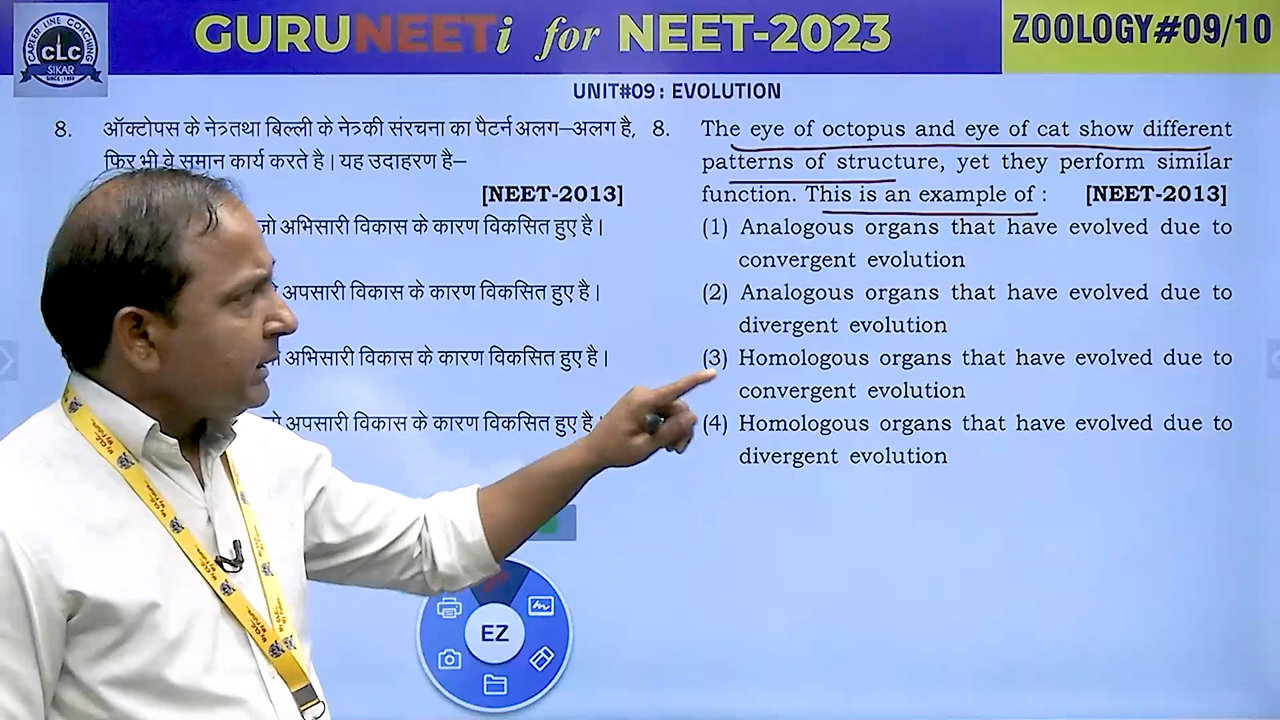 CAREER LINE COACHING
CLC
SIKAR
SINCE : 1996
GURUNEETi for NEET-2023
ZOOLOGY#09/10
UNIT#09 : EVOLUTION
8. ऑक्टोपस के नेत्र तथा बिल्ली के नेत्र की संरचना का पैटर्न अलग–अलग है,
फिर भी वे समान कार्य करते है। यह उदाहरण है–
[NEET-2013]
जो अभिसारी विकास के कारण विकसित हुए है।
अपसारी विकास के कारण विकसित हुए है।
अभिसारी विकास के कारण विकसित हुए है।
अपसारी विकास के कारण विकसित हुए है
8. The eye of octopus and eye of cat show different
patterns of structure, yet they perform similar
function. This is an example of : [NEET-2013]
(1) Analogous organs that have evolved due to
convergent evolution
(2) Analogous organs that have evolved due to
divergent evolution
(3) Homologous organs that have evolved due to
convergent evolution
(4) Homologous organs that have evolved due to
divergent evolution
EZ